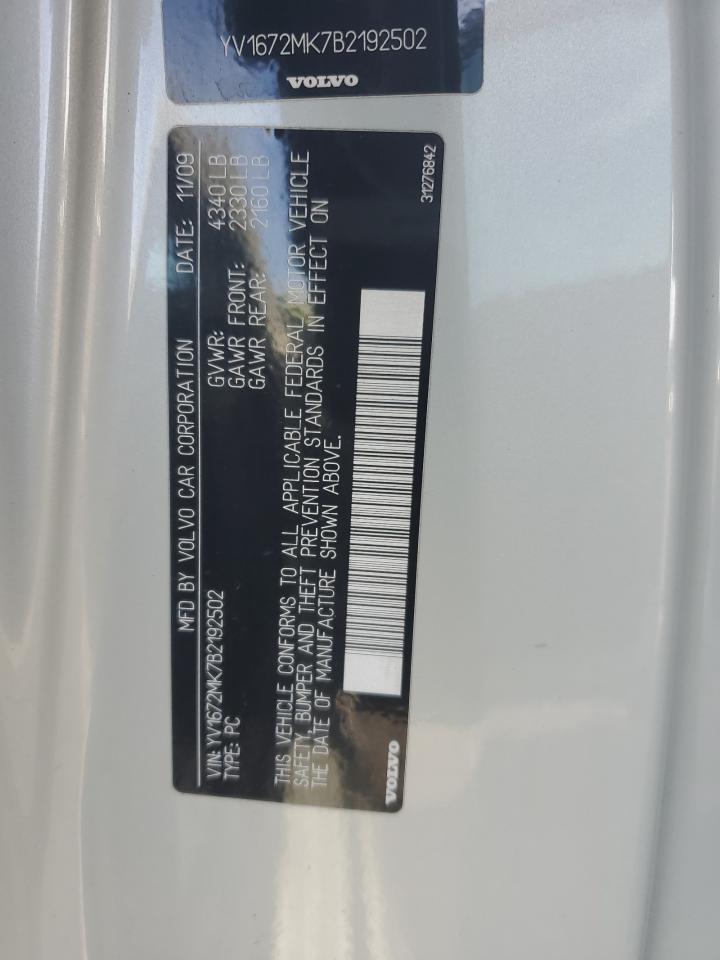 YV1672MK7B2192502
VOLVO
MFD BY VOLVO CAR CORPORATION DATE: 11/09
VIN: YV1672MK7B2192502 GVWR: 4340 LB
TYPE: PC GAWR FRONT: 2330 LB
GAWR REAR: 2160 LB
THIS VEHICLE CONFORMS TO ALL APPLICABLE FEDERAL MOTOR VEHICLE
SAFETY, BUMPER AND THEFT PREVENTION STANDARDS IN EFFECT ON
THE DATE OF MANUFACTURE SHOWN ABOVE.
VOLVO
31276842